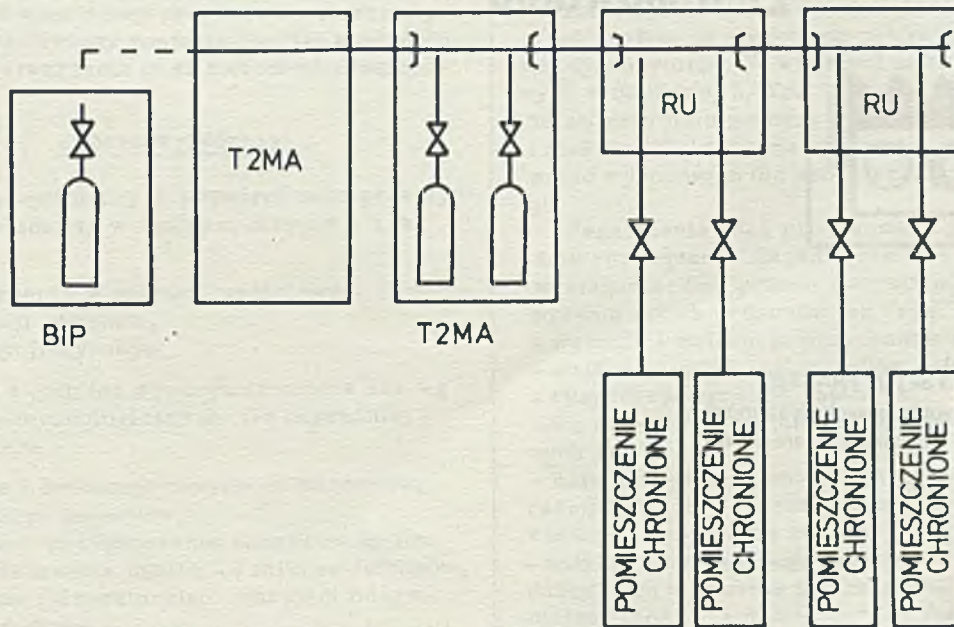 T2MA
RU
RU
BIP
T2MA
POMIESZCZENIE
CHRONIONE
POMIESZCZENIE
CHRONIONE
POMIESZCZENIE
CHRONIONE
POMIESZCZENIE
CHRONIONE